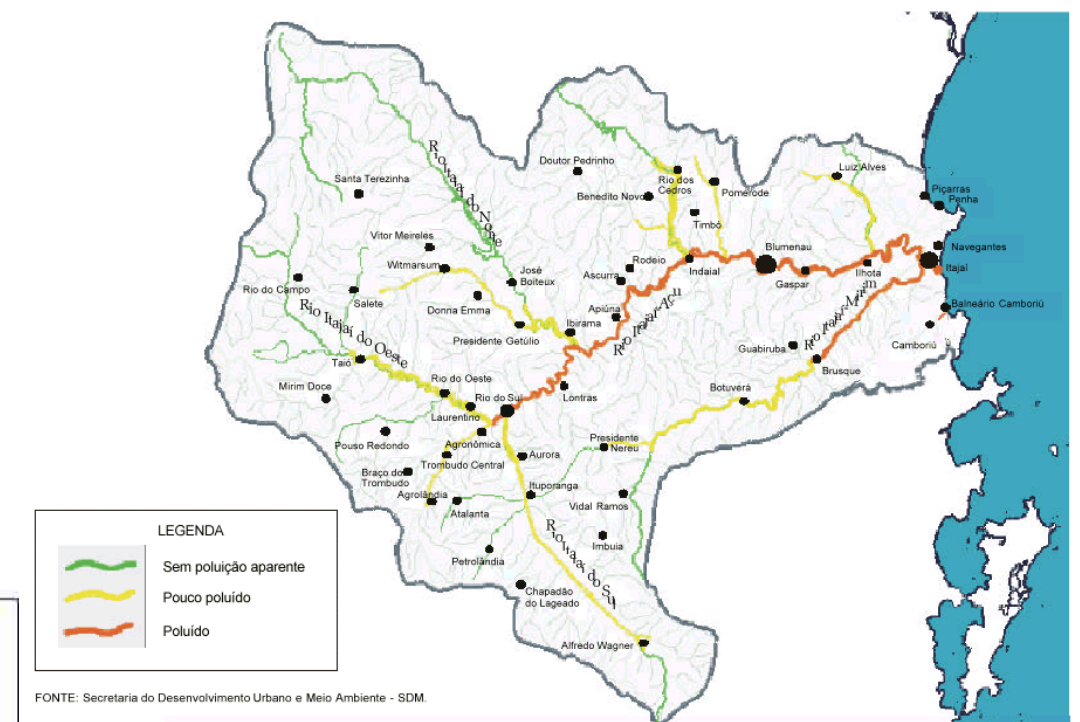 Doutor Pedrinho
Luiz Alves
Rio Itajaí do Norte
Santa Terezinha
Benedito Novo
Rio dos
Cedros
Pomerode
Piçarras
Penha
Timbó
Vitor Meireles
Blumenau
Navegantes
Witmarsum
José
Boiteux
Ascurra
Rodeio
Indaial
Gaspar
Ilhota
Itajaí
Rio do Campo
Salete
Donna Emma
Apiúna
Rio Itajaí-Açu
Rio Itajaí-Mirim
Balneário Camboriú
Rio Itajaí do Oeste
Presidente Getúlio
Ibirama
Guabiruba
Camboriú
Taió
Brusque
Mirim Doce
Rio do Oeste
Rio do Sul
Lontras
Botuverá
Laurentino
Pouso Redondo
Agronômica
Presidente
Nereu
Trombudo Central
Aurora
Braço do
Trombudo
Agrolândia
Atalanta
Ituporanga
Vidal Ramos
Rio Itajaí do Sul
Imbuia
Petrolândia
Chapadão
do Lageado
Alfredo Wagner
LEGENDA
Sem poluição aparente
Pouco poluído
Poluído
FONTE: Secretaria do Desenvolvimento Urbano e Meio Ambiente - SDM.